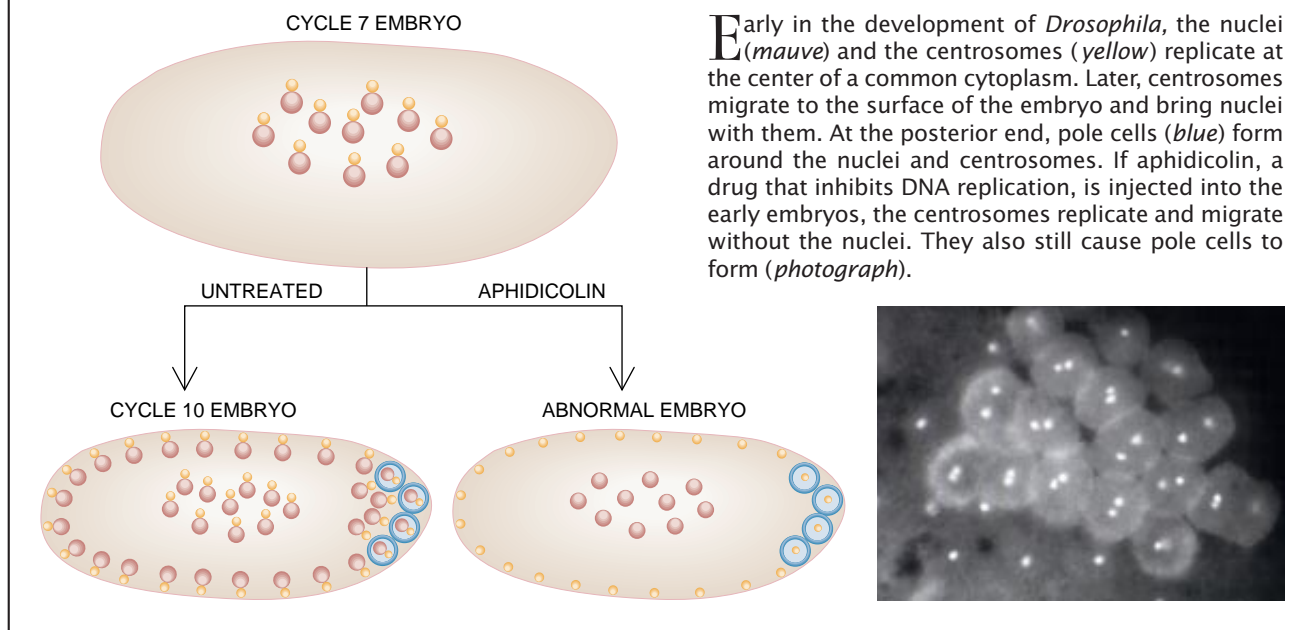 CYCLE 7 EMBRYO
Early in the development of Drosophila, the nuclei
(mauve) and the centrosomes (yellow) replicate at
the center of a common cytoplasm. Later, centrosomes
migrate to the surface of the embryo and bring nuclei
with them. At the posterior end, pole cells (blue) form
around the nuclei and centrosomes. If aphidicolin, a
drug that inhibits DNA replication, is injected into the
early embryos, the centrosomes replicate and migrate
without the nuclei. They also still cause pole cells to
form (photograph).
UNTREATED
APHIDICOLIN
CYCLE 10 EMBRYO
ABNORMAL EMBRYO